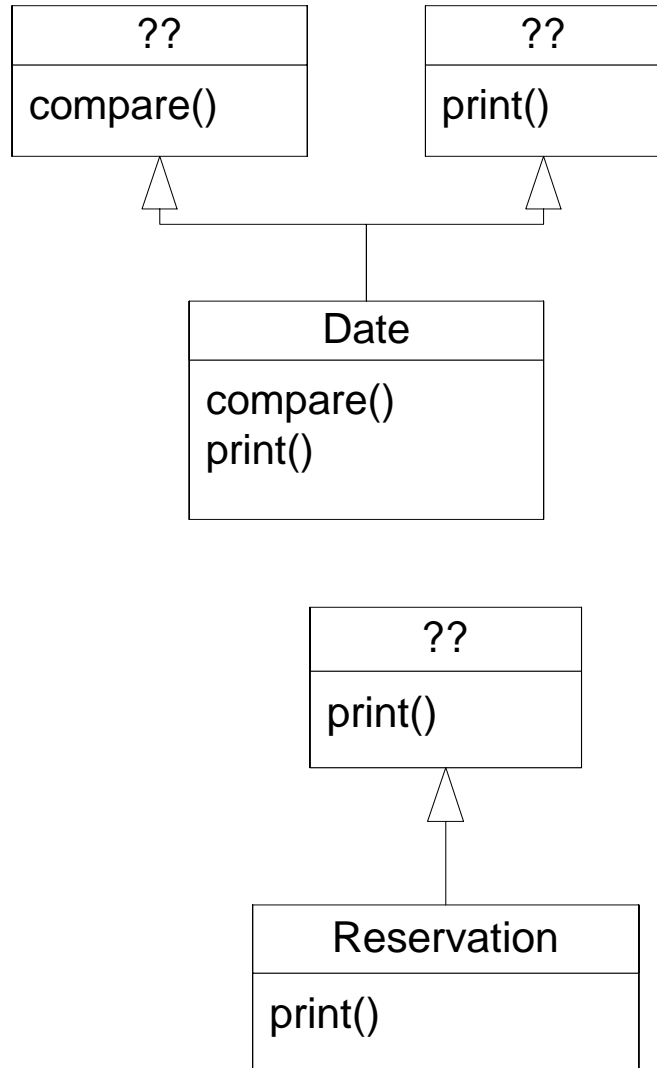 ??
compare()
??
print()
Date
compare()
print()
??
print()
Reservation
print()